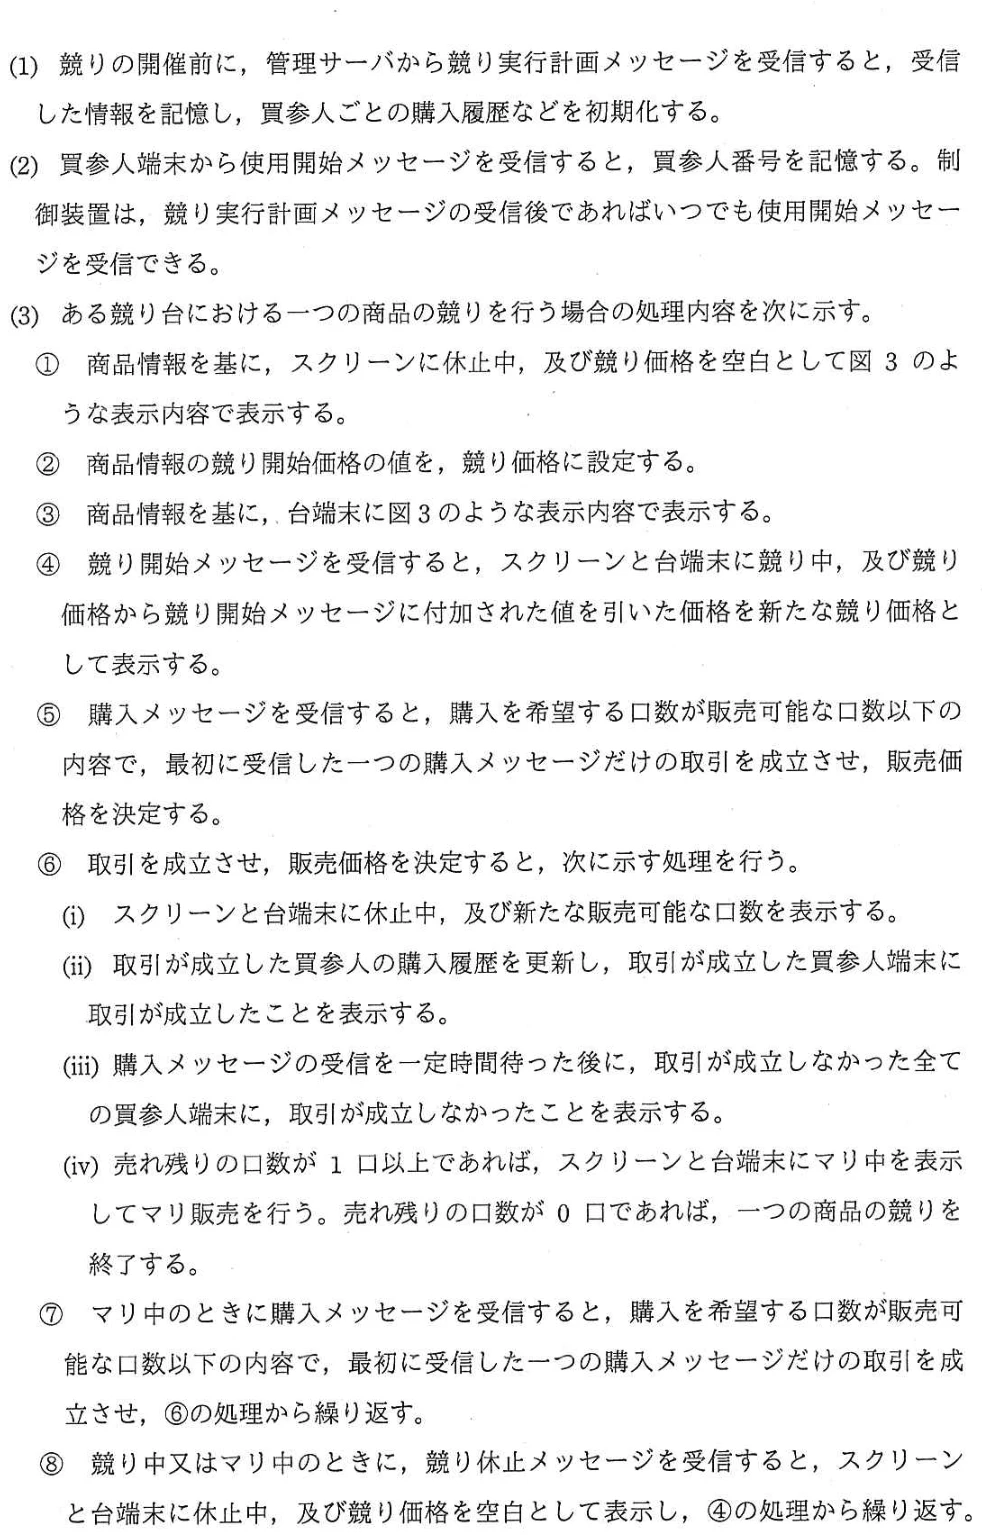 (1) 競りの開催前に，管理サーバから競り実行計画メッセージを受信すると，受信
した情報を記憶し，買参人ごとの購入履歴などを初期化する。
(2) 買参人端末から使用開始メッセージを受信すると，買参人番号を記憶する。制
御装置は，競り実行計画メッセージの受信後であればいつでも使用開始メッセー
ジを受信できる。
(3) ある競り台における一つの商品の競りを行う場合の処理内容を次に示す。
① 商品情報を基に，スクリーンに休止中，及び競り価格を空白として図 3 のよ
うな表示内容で表示する。
② 商品情報の競り開始価格の値を，競り価格に設定する。
③ 商品情報を基に，台端末に図3のような表示内容で表示する。
④ 競り開始メッセージを受信すると，スクリーンと台端末に競り中，及び競り
価格から競り開始メッセージに付加された値を引いた価格を新たな競り価格と
して表示する。
⑤ 購入メッセージを受信すると，購入を希望する口数が販売可能な口数以下の
内容で，最初に受信した一つの購入メッセージだけの取引を成立させ，販売価
格を決定する。
⑥ 取引を成立させ，販売価格を決定すると，次に示す処理を行う。
(i) スクリーンと台端末に休止中，及び新たな販売可能な口数を表示する。
(ii) 取引が成立した買参人の購入履歴を更新し，取引が成立した買参人端末に
取引が成立したことを表示する。
(iii) 購入メッセージの受信を一定時間待った後に，取引が成立しなかった全て
の買参人端末に，取引が成立しなかったことを表示する。
(iv) 売れ残りの口数が 1 口以上であれば，スクリーンと台端末にマリ中を表示
してマリ販売を行う。売れ残りの口数が 0 口であれば，一つの商品の競りを
終了する。
⑦ マリ中のときに購入メッセージを受信すると，購入を希望する口数が販売可
能な口数以下の内容で，最初に受信した一つの購入メッセージだけの取引を成
立させ，⑥の処理から繰り返す。
⑧ 競り中又はマリ中のときに，競り休止メッセージを受信すると，スクリーン
と台端末に休止中，及び競り価格を空白として表示し，④の処理から繰り返す。